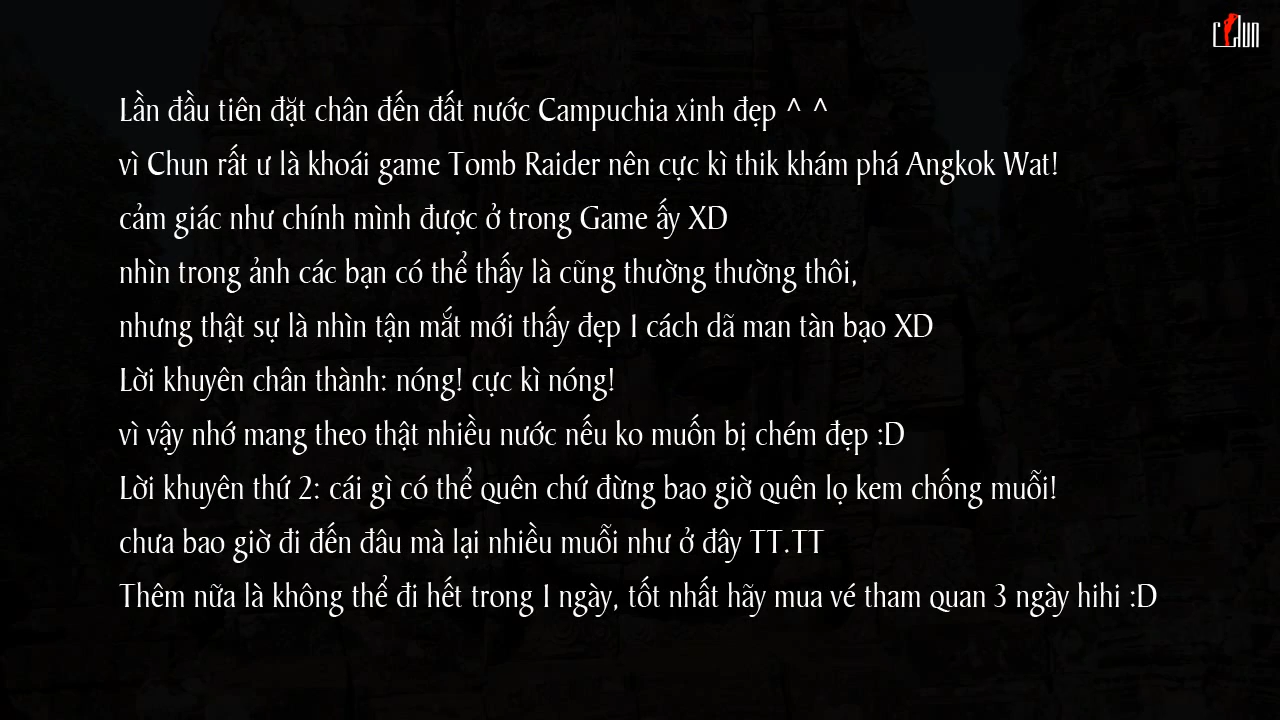 Chun
Lần đầu tiên đặt chân đến đất nước Campuchia xinh đẹp ^ ^
vì Chun rất ư là khoái game Tomb Raider nên cực kì thik khám phá Angkok Wat!
cảm giác như chính mình được ở trong Game ấy XD
nhìn trong ảnh các bạn có thể thấy là cũng thường thường thôi,
nhưng thật sự là nhìn tận mắt mới thấy đẹp 1 cách dã man tàn bạo XD
Lời khuyên chân thành: nóng! cực kì nóng!
vì vậy nhớ mang theo thật nhiều nước nếu ko muốn bị chém đẹp :D
Lời khuyên thứ 2: cái gì có thể quên chứ đừng bao giờ quên lọ kem chống muỗi!
chưa bao giờ đi đến đâu mà lại nhiều muỗi như ở đây TT.TT
Thêm nữa là không thể đi hết trong 1 ngày, tốt nhất hãy mua vé tham quan 3 ngày hihi :D